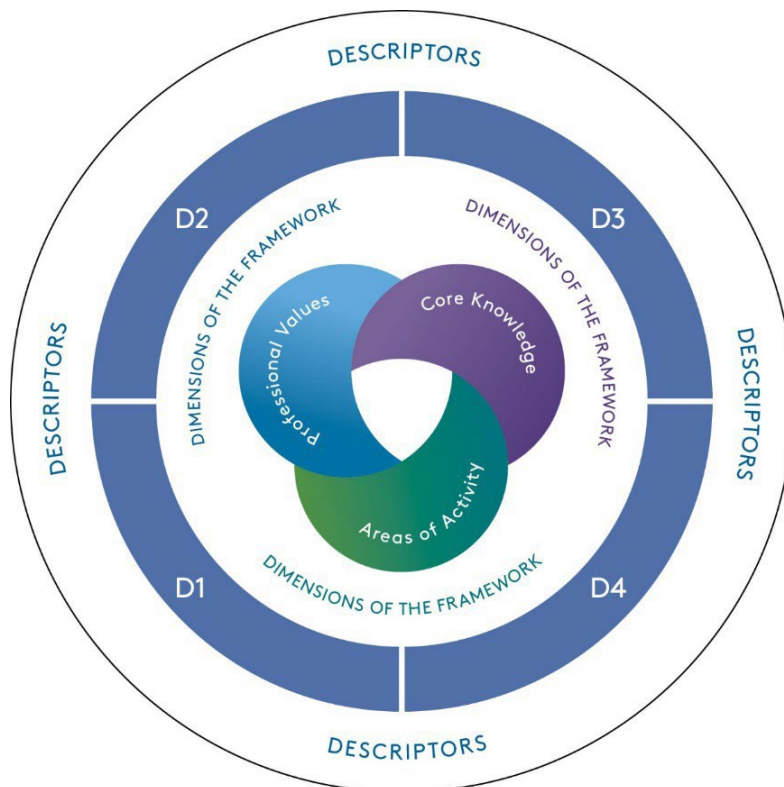 DESCRIPTORS
D2
D3
DIMENSIONS OF THE FRAMEWORK
DIMENSIONS OF THE FRAMEWORK
Professional Values
Core Knowledge
DESCRIPTORS
DESCRIPTORS
Areas of Activity
DIMENSIONS OF THE FRAMEWORK
D1
D4
DESCRIPTORS